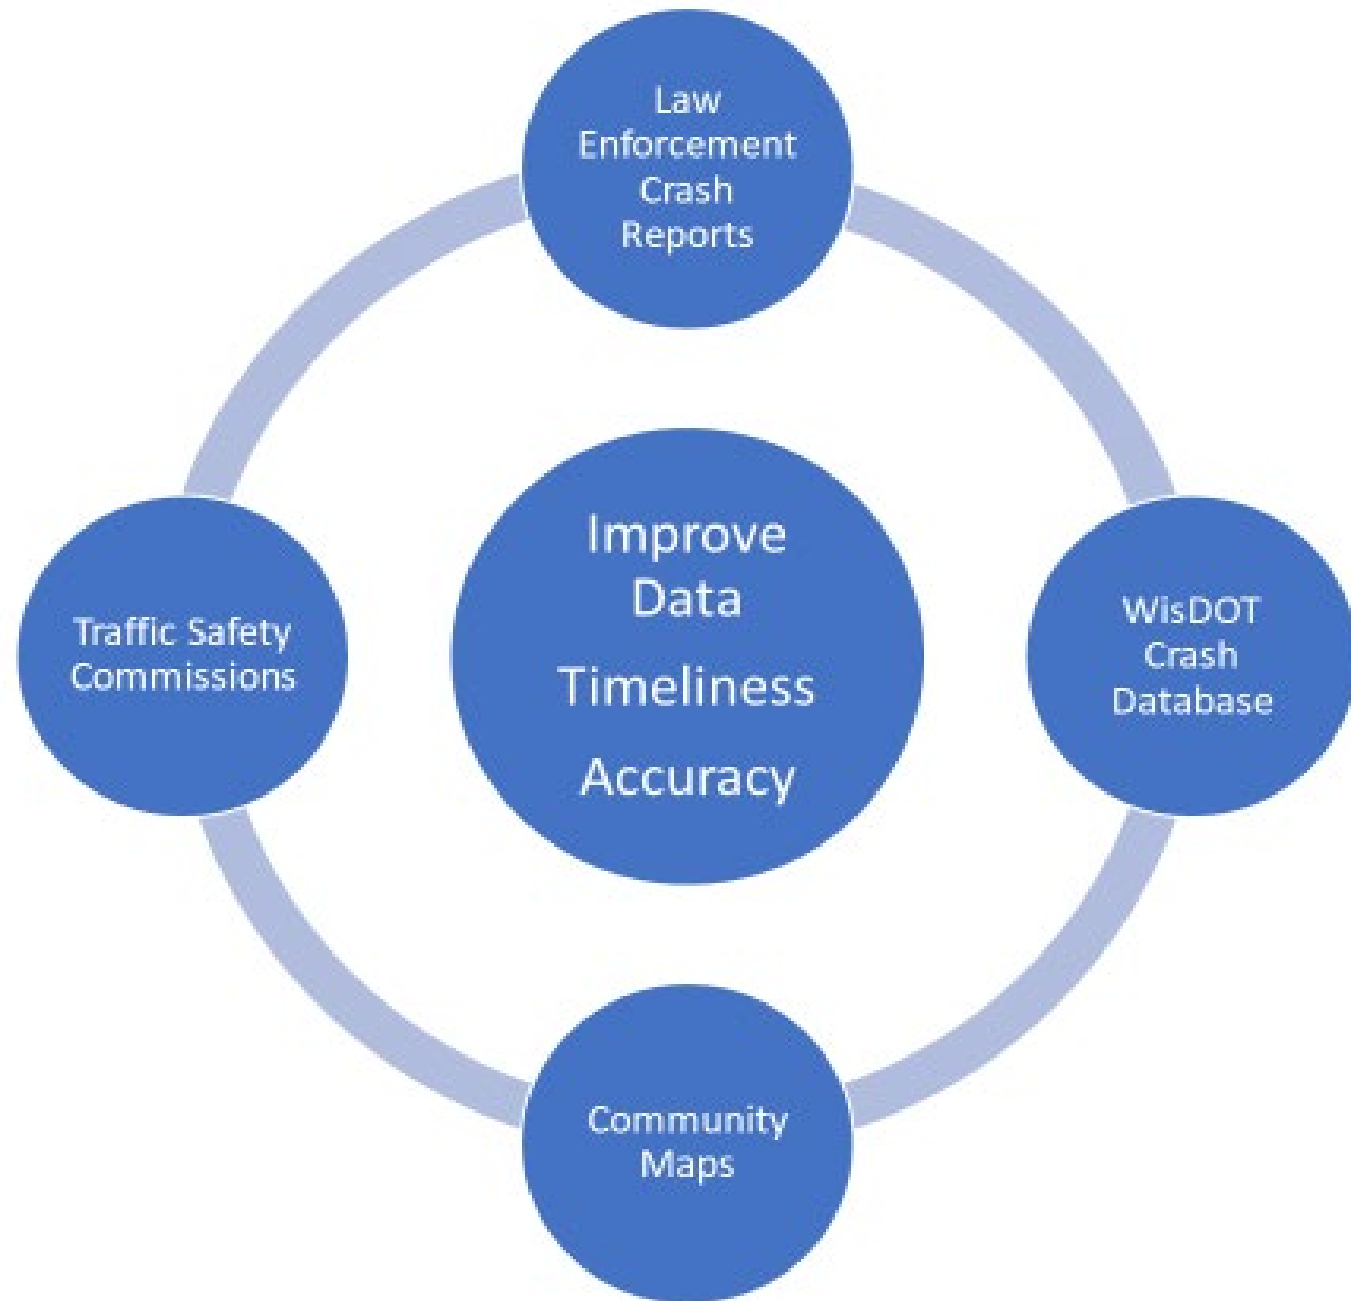 Law
Enforcement
Crash
Reports
Improve
Data
Timeliness
Accuracy
Traffic Safety
Commissions
WisDOT
Crash
Database
Community
Maps